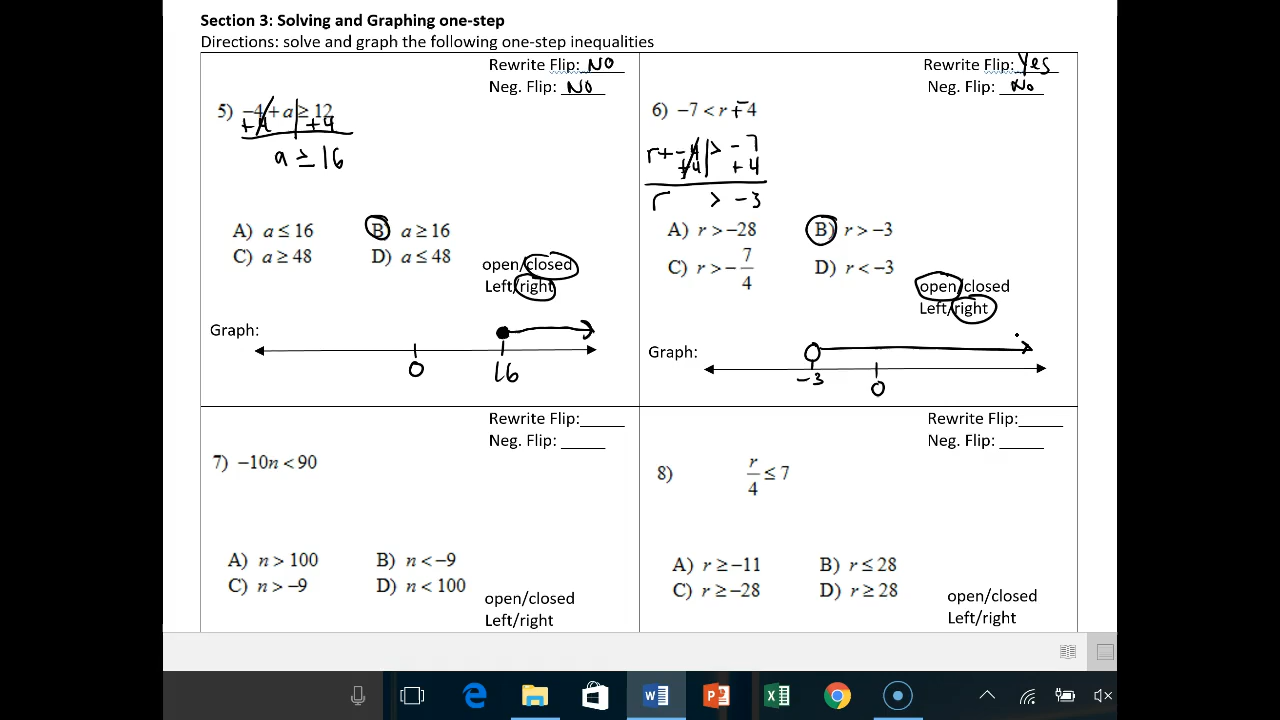 Section 3: Solving and Graphing one-step
Directions: solve and graph the following one-step inequalities
Rewrite Flip: NO
Neg. Flip: NO
5) −4 + a ≥ 12
+4 +4
a ≥ 16
A) a ≤ 16 B) a ≥ 16
C) a ≥ 48 D) a ≤ 48
open/closed
Left/right
Graph:
0 16
Rewrite Flip: Yes
Neg. Flip: No
6) −7 < r + −4
r + −4 > −7
+4 +4
r > −3
A) r > −28 B) r > −3
C) r > −7/4 D) r < −3
open/closed
Left/right
Graph:
−3 0
Rewrite Flip:_____
Neg. Flip: _____
7) −10n < 90
A) n > 100 B) n < −9
C) n > −9 D) n < 100
open/closed
Left/right
Rewrite Flip:_____
Neg. Flip: _____
8) r/4 ≤ 7
A) r ≥ −11 B) r ≤ 28
C) r ≥ −28 D) r ≥ 28
open/closed
Left/right